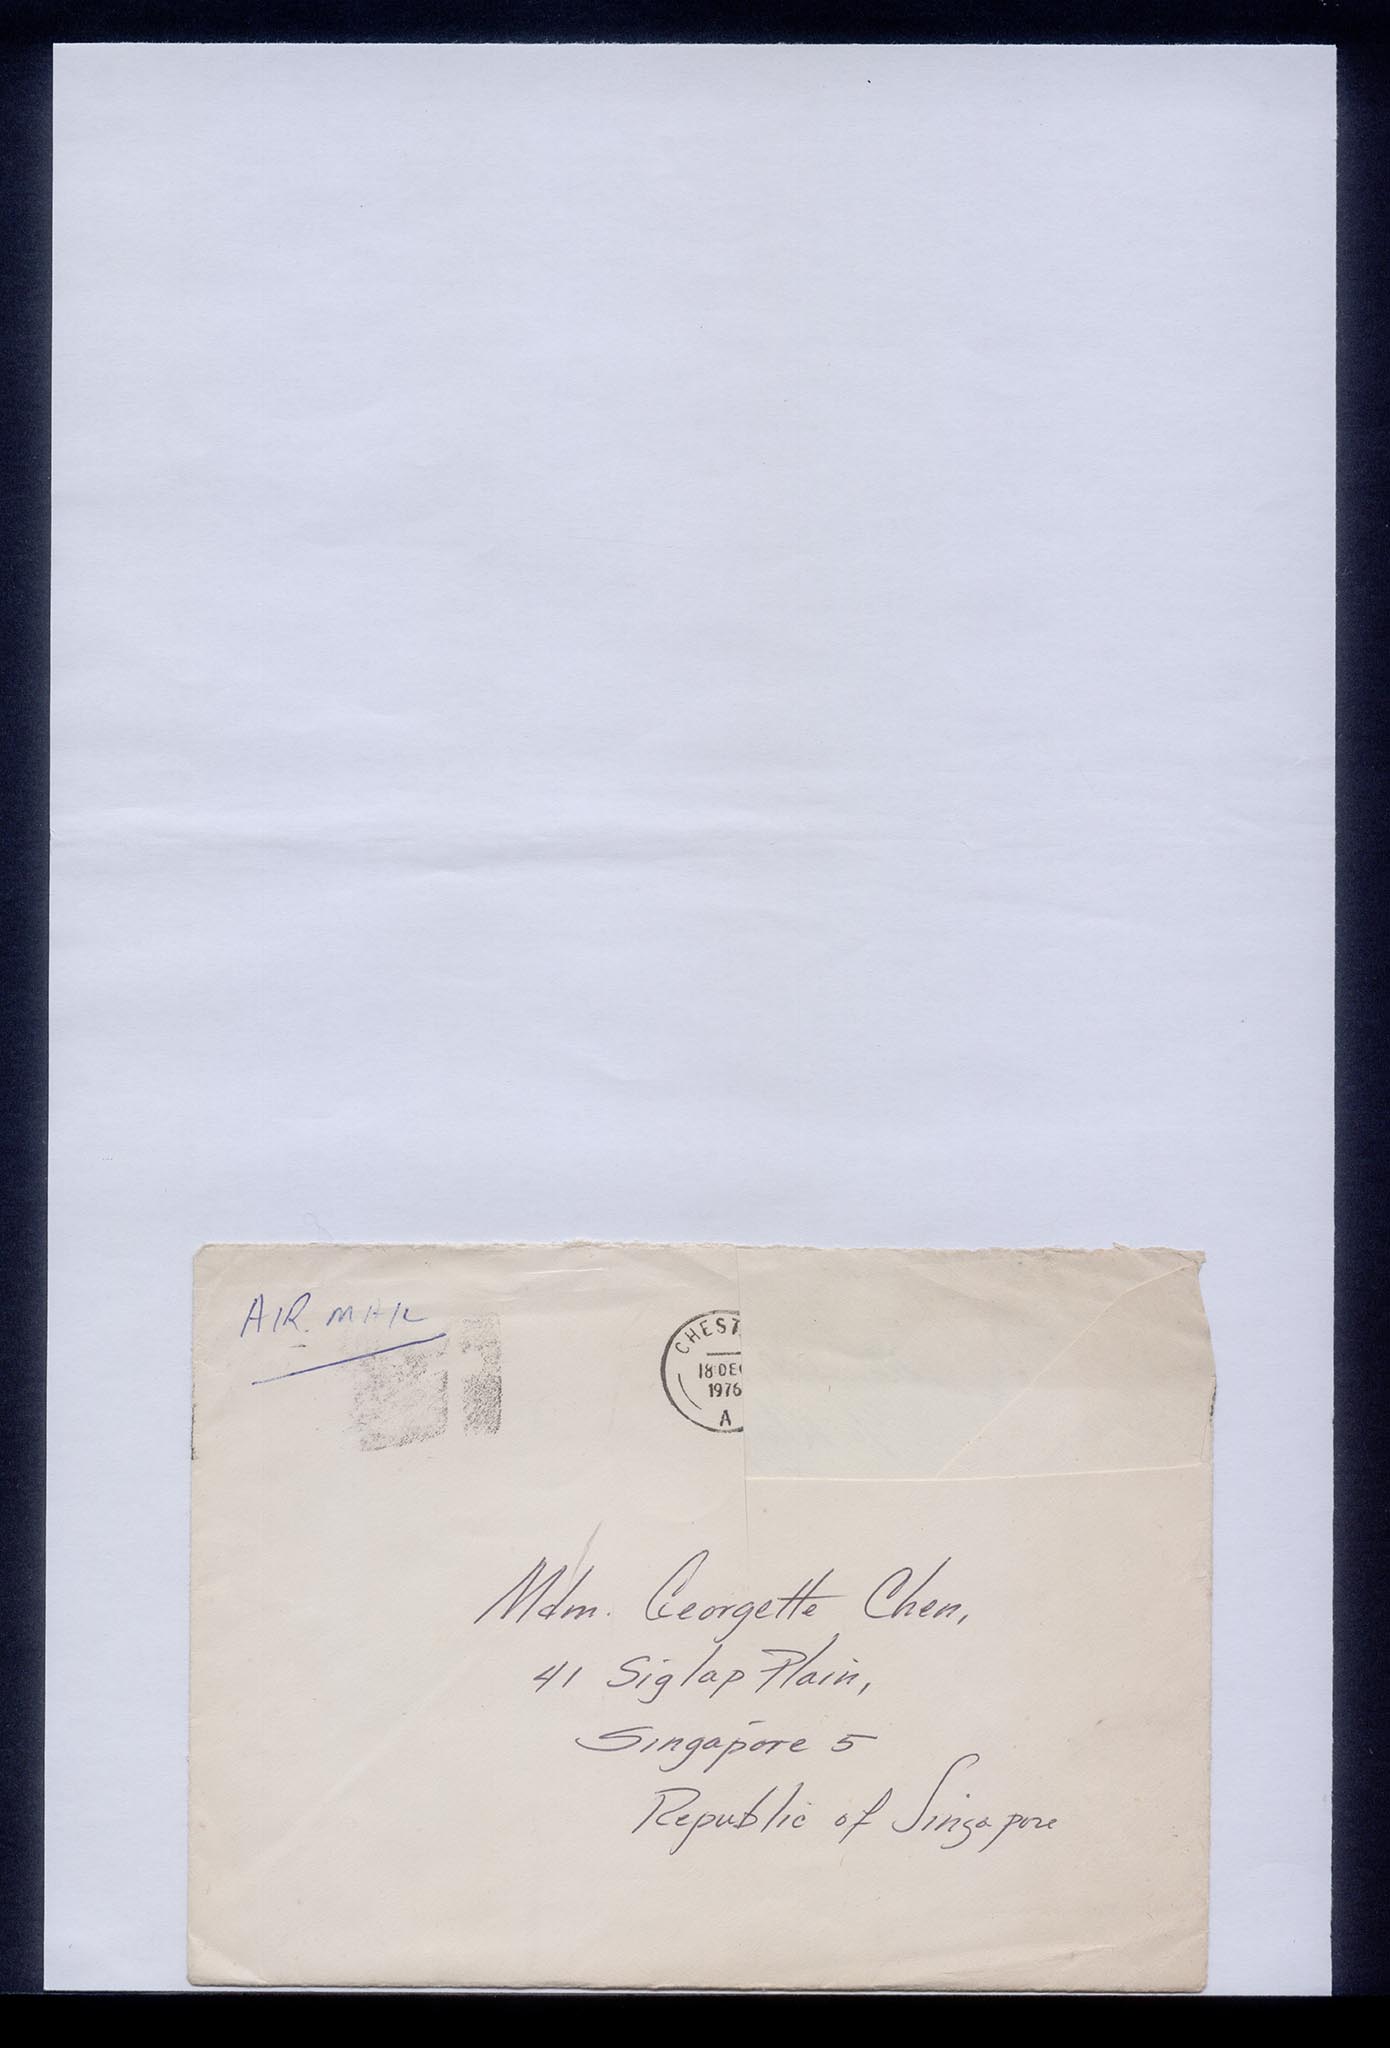 AIR MAIL
CHEST
18 DEC
1976
A
Mdm. Georgette Chen,
41 Siglap Plain,
Singapore 5
Republic of Singapore